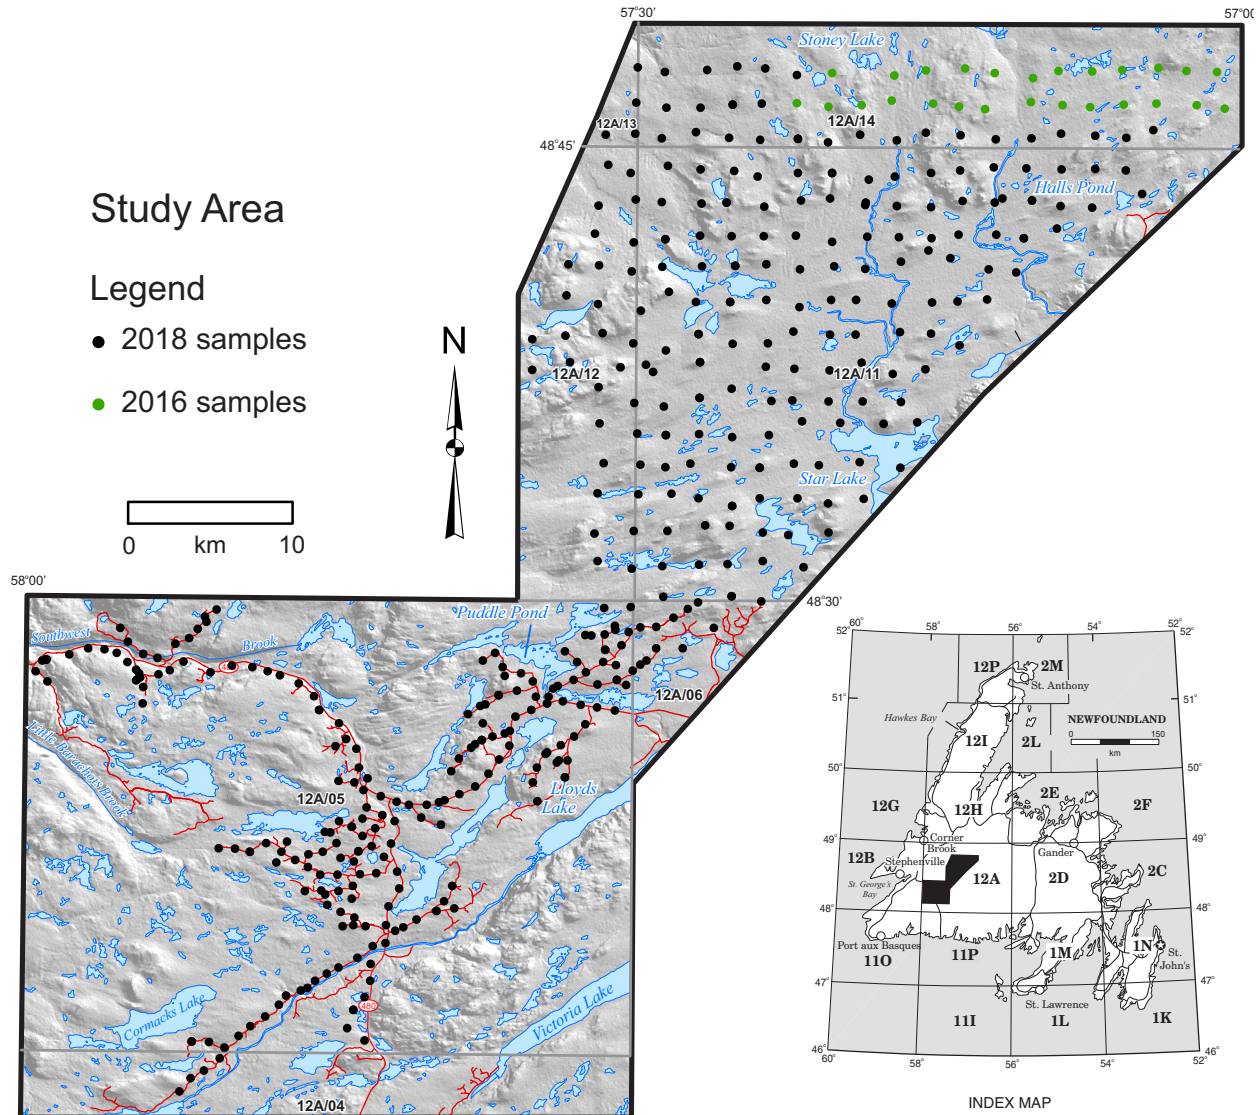 57°30'
57°00'
Stoney Lake
12A/13
12A/14
48°45'
Halls Pond
Study Area
Legend
2018 samples
2016 samples
N
12A/12
12A/11
Star Lake
0 km 10
58°00'
48°30'
Puddle Pond
Southwest Brook
480
12A/06
Little Barachois Brook
12A/05
Lloyds
Lake
Cormacks Lake
480
Victoria Lake
12A/04
52°
58°
56°
54°
52°
52°
12P
2M
St. Anthony
51°
Hawkes Bay
NEWFOUNDLAND
0 150
km
12I
2L
50°
50°
12G
12H
2E
2F
49°
49°
Corner
Brook
Gander
12B
Stephenville
St. George's
Bay
12A
2D
2C
48°
48°
Port aux Basques
11O
11P
1M
1N
St.
John's
47°
47°
St. Lawrence
11I
1L
1K
46°
60°
58°
56°
54°
52°
46°
INDEX MAP